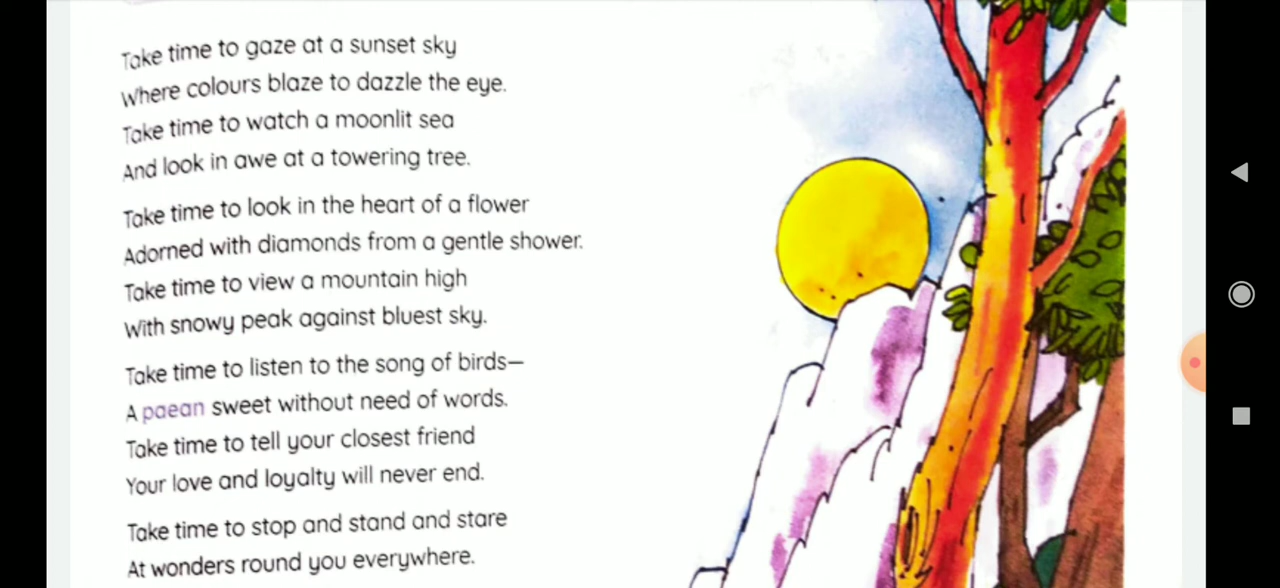 Take time to gaze at a sunset sky
Where colours blaze to dazzle the eye.
Take time to watch a moonlit sea
And look in awe at a towering tree.
Take time to look in the heart of a flower
Adorned with diamonds from a gentle shower.
Take time to view a mountain high
With snowy peak against bluest sky.
Take time to listen to the song of birds—
A paean sweet without need of words.
Take time to tell your closest friend
Your love and loyalty will never end.
Take time to stop and stand and stare
At wonders round you everywhere.